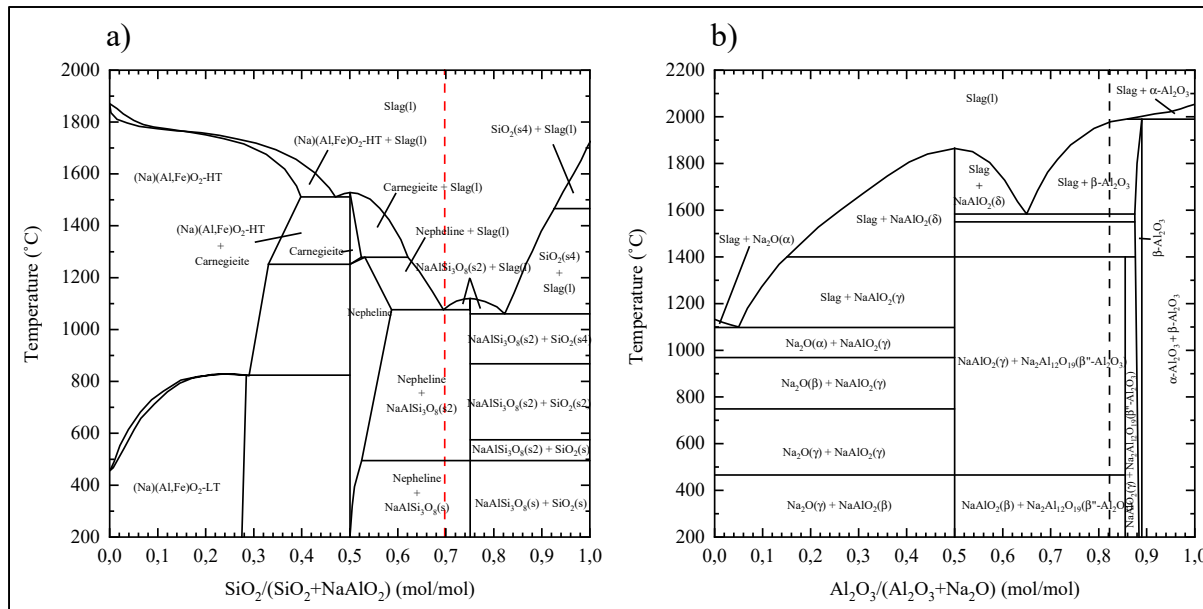 a)
2000
1800
1600
1400
1200
1000
800
600
400
200
Temperature (˚C)
Slag(l)
SiO₂(s4) + Slag(l)
(Na)(Al,Fe)O₂-HT + Slag(l)
(Na)(Al,Fe)O₂-HT
Carnegieite + Slag(l)
(Na)(Al,Fe)O₂-HT
+
Carnegieite
Carnegieite
Nepheline + Slag(l)
NaAlSi₃O₈(s2) + Slag(l)
SiO₂(s4)
+
Slag(l)
Nepheline
NaAlSi₃O₈(s2) + SiO₂(s4)
Nepheline
+
NaAlSi₃O₈(s2)
NaAlSi₃O₈(s2) + SiO₂(s2)
NaAlSi₃O₈(s2) + SiO₂(s)
(Na)(Al,Fe)O₂-LT
Nepheline
+
NaAlSi₃O₈(s)
NaAlSi₃O₈(s) + SiO₂(s)
0,0 0,1 0,2 0,3 0,4 0,5 0,6 0,7 0,8 0,9 1,0
SiO₂/(SiO₂+NaAlO₂) (mol/mol)
b)
2200
2000
1800
1600
1400
1200
1000
800
600
400
200
Temperature (˚C)
Slag(l)
Slag + α-Al₂O₃
Slag
+
NaAlO₂(δ)
Slag + β-Al₂O₃
Slag + NaAlO₂(δ)
Slag + Na₂O(α)
β-Al₂O₃
Slag + NaAlO₂(γ)
Na₂O(α) + NaAlO₂(γ)
Na₂O(β) + NaAlO₂(γ)
NaAlO₂(γ) + Na₂Al₁₂O₁₉(β"-Al₂O₃)
α-Al₂O₃ + β-Al₂O₃
Na₂O(γ) + NaAlO₂(γ)
NaAlO₂(γ) + Na₂Al₁₂O₁₉(β"-Al₂O₃)
Na₂O(γ) + NaAlO₂(β)
NaAlO₂(β) + Na₂Al₁₂O₁₉(β"-Al₂O
0,0 0,1 0,2 0,3 0,4 0,5 0,6 0,7 0,8 0,9 1,0
Al₂O₃/(Al₂O₃+Na₂O) (mol/mol)